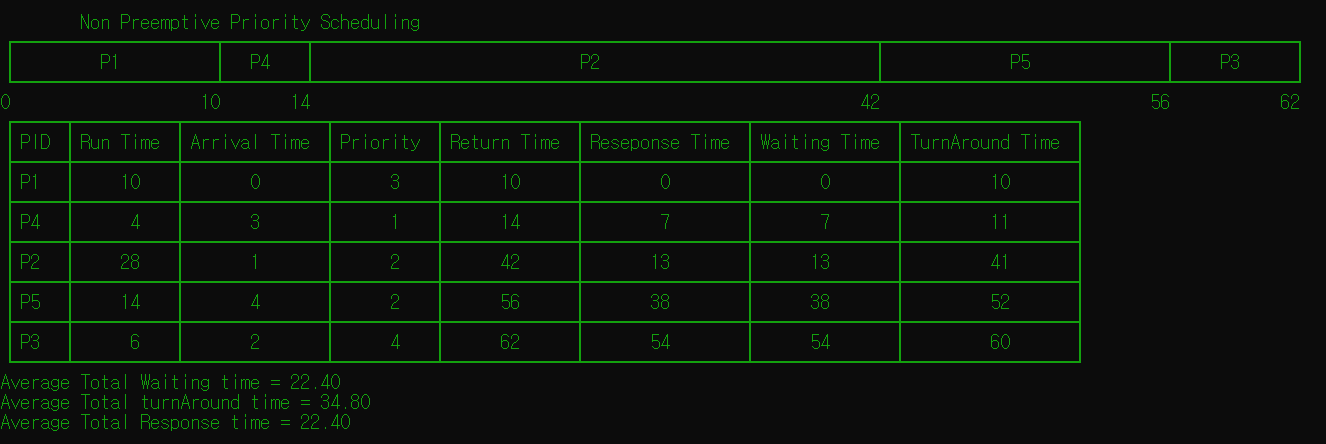 Non Preemptive Priority Scheduling
P1 P4 P2 P5 P3
0 10 14 42 56 62
PID Run Time Arrival Time Priority Return Time Reseponse Time Waiting Time TurnAround Time
P1 10 0 3 10 0 0 10
P4 4 3 1 14 7 7 11
P2 28 1 2 42 13 13 41
P5 14 4 2 56 38 38 52
P3 6 2 4 62 54 54 60
Average Total Waiting time = 22.40
Average Total turnAround time = 34.80
Average Total Response time = 22.40